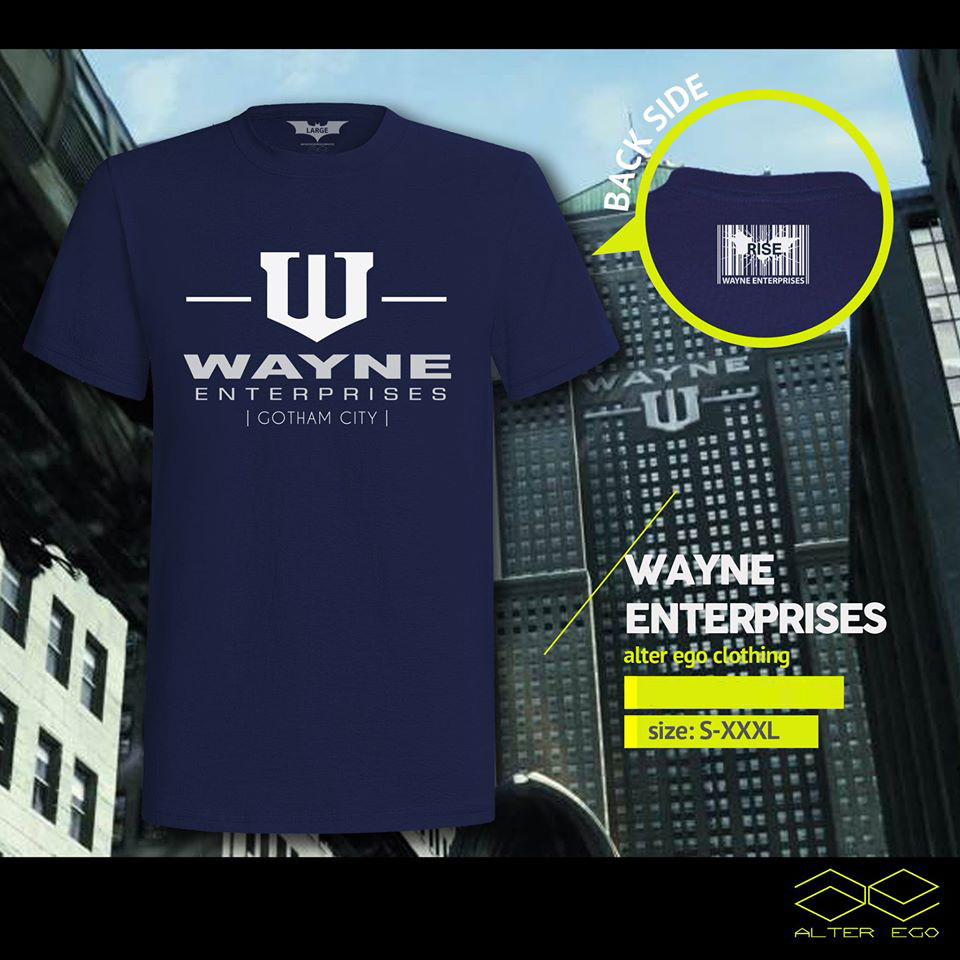 LARGE
W
WAYNE
ENTERPRISES
| GOTHAM CITY |
BACK SIDE
RISE
WAYNE ENTERPRISES
WAYNE
W
WAYNE
ENTERPRISES
alter ego clothing
size: S-XXXL
ALTER EGO